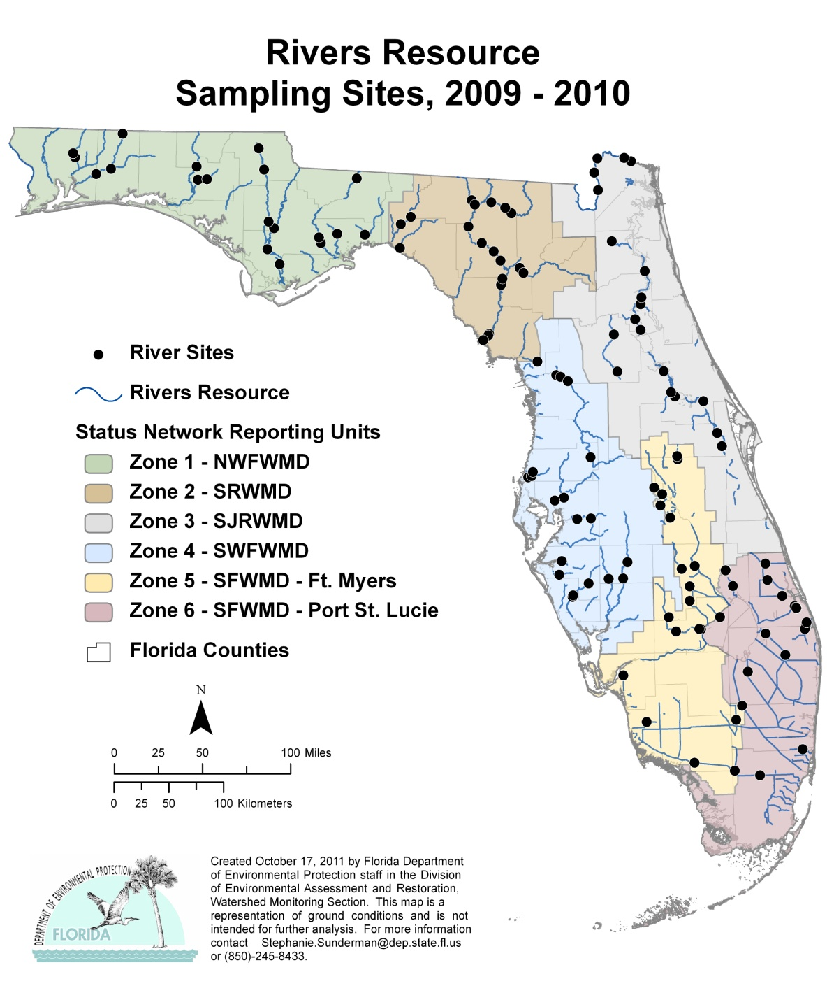 Rivers Resource
Sampling Sites, 2009 - 2010
River Sites
Rivers Resource
Status Network Reporting Units
Zone 1 - NWFWMD
Zone 2 - SRWMD
Zone 3 - SJRWMD
Zone 4 - SWFWMD
Zone 5 - SFWMD - Ft. Myers
Zone 6 - SFWMD - Port St. Lucie
Florida Counties
N
0 25 50 100 Miles
0 25 50 100 Kilometers
DEPARTMENT OF ENVIRONMENTAL PROTECTION
FLORIDA
Created October 17, 2011 by Florida Department
of Environmental Protection staff in the Division
of Environmental Assessment and Restoration,
Watershed Monitoring Section. This map is a
representation of ground conditions and is not
intended for further analysis. For more information
contact Stephanie.Sunderman@dep.state.fl.us
or (850)-245-8433.